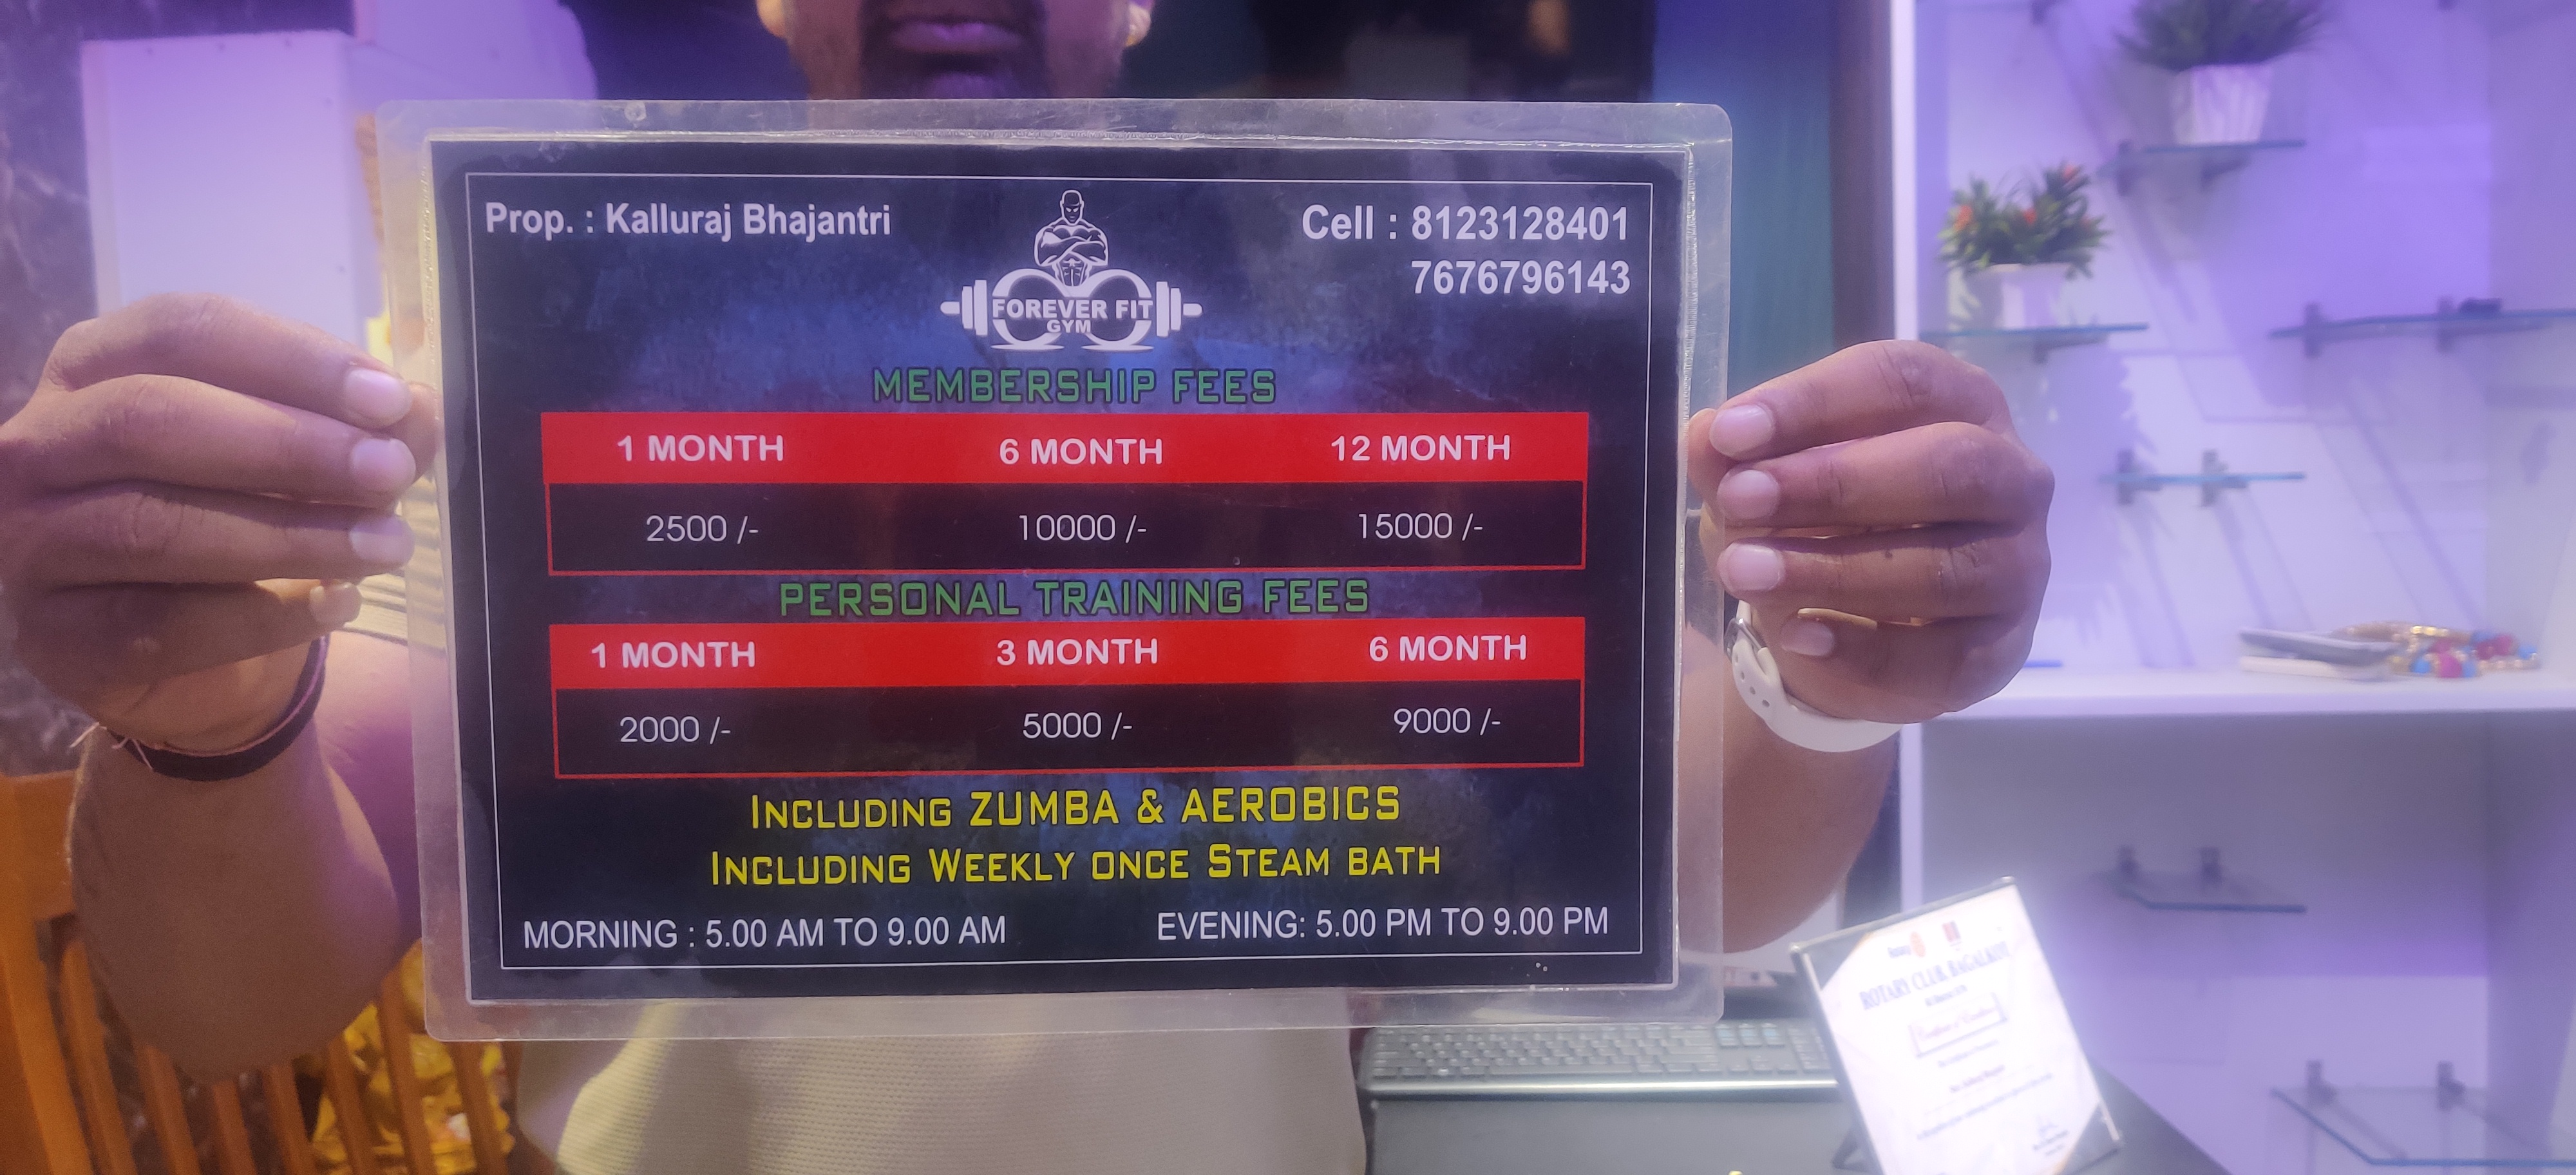 Prop. : Kalluraj Bhajantri
Cell : 8123128401
7676796143
FOREVER FIT
GYM
MEMBERSHIP FEES
1 MONTH 6 MONTH 12 MONTH
2500 /- 10000 /- 15000 /-
PERSONAL TRAINING FEES
1 MONTH 3 MONTH 6 MONTH
2000 /- 5000 /- 9000 /-
INCLUDING ZUMBA & AEROBICS
INCLUDING WEEKLY ONCE STEAM BATH
MORNING : 5.00 AM TO 9.00 AM EVENING: 5.00 PM TO 9.00 PM
ROTARY CLUB, BAGALKOT